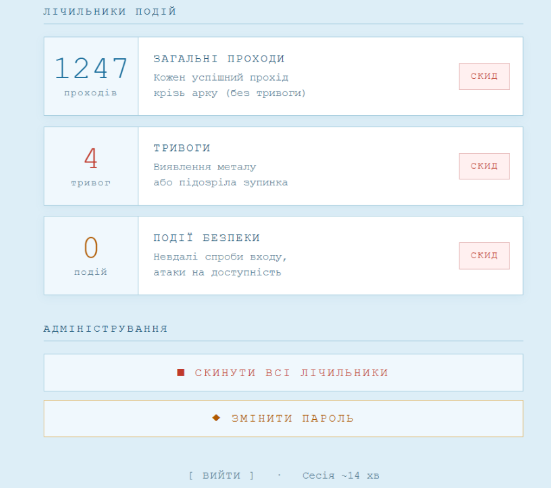 ЛІЧИЛЬНИКИ ПОДІЙ
1247
проходів
ЗАГАЛЬНІ ПРОХОДИ
Кожен успішний прохід
крізь арку (без тривоги)
СКИД
4
тривог
ТРИВОГИ
Виявлення металу
або підозріла зупинка
СКИД
0
подій
ПОДІЇ БЕЗПЕКИ
Невдалі спроби входу,
атаки на доступність
СКИД
АДМІНІСТРУВАННЯ
■ СКИНУТИ ВСІ ЛІЧИЛЬНИКИ
◆ ЗМІНИТИ ПАРОЛЬ
[ ВИЙТИ ] · Сесія ~14 хв